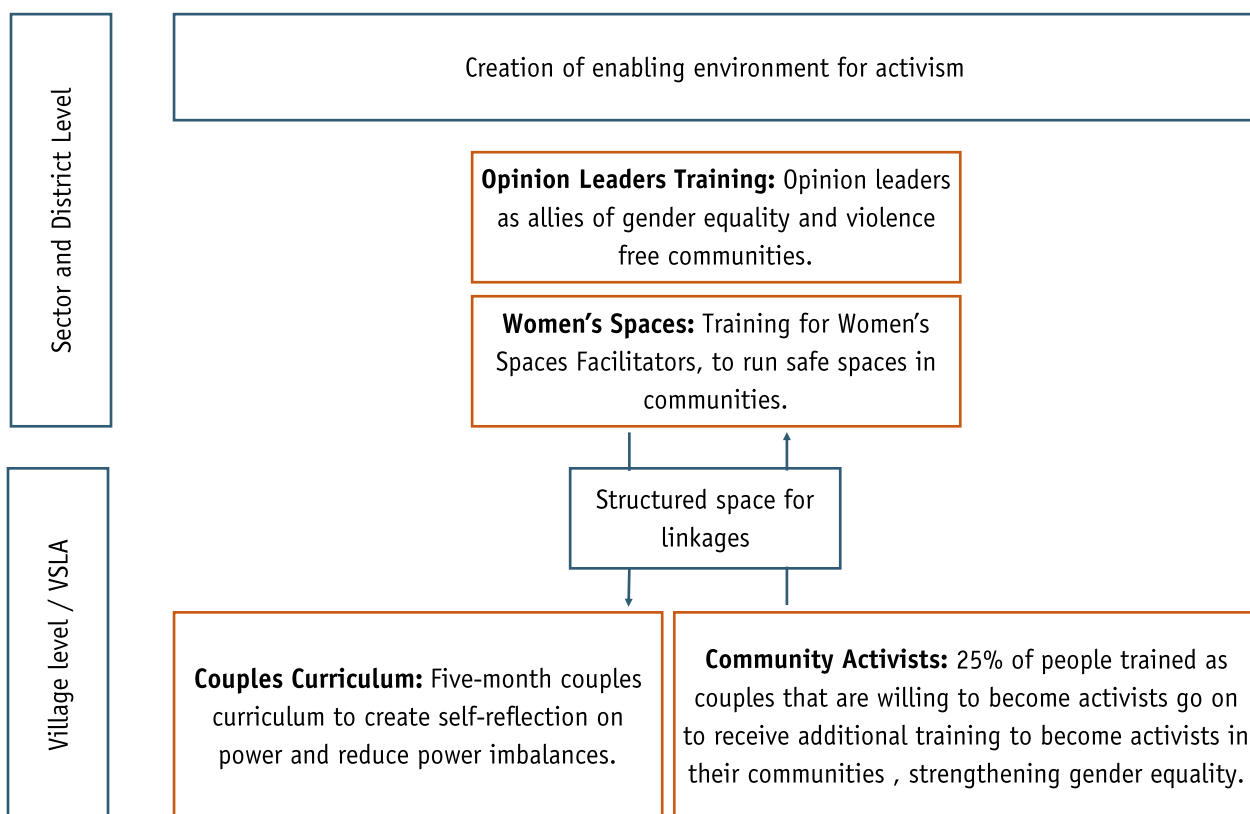 Sector and District Level
Creation of enabling environment for activism
Opinion Leaders Training: Opinion leaders
as allies of gender equality and violence
free communities.
Women’s Spaces: Training for Women’s
Spaces Facilitators, to run safe spaces in
communities.
Village level / VSLA
Structured space for
linkages
Couples Curriculum: Five-month couples
curriculum to create self-reflection on
power and reduce power imbalances.
Community Activists: 25% of people trained as
couples that are willing to become activists go on
to receive additional training to become activists in
their communities , strengthening gender equality.